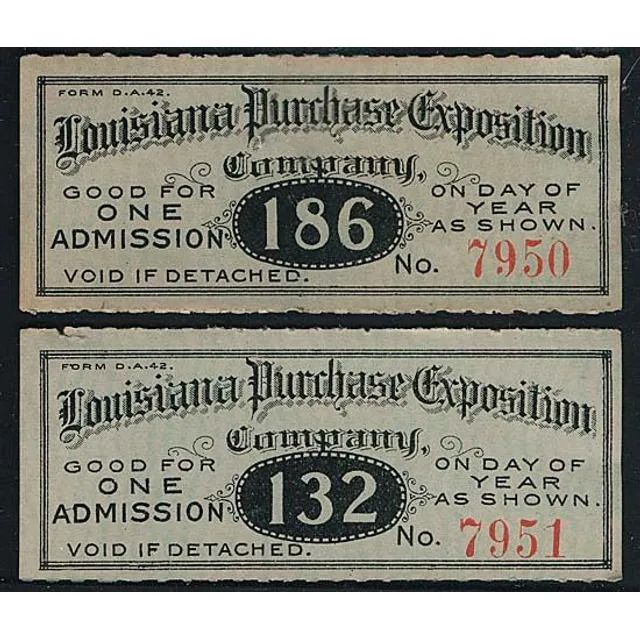 FORM D.A.42.
Louisiana Purchase Exposition
Company,
GOOD FOR
ONE
ADMISSION
186
ON DAY OF
YEAR
AS SHOWN.
VOID IF DETACHED.
No. 7950
FORM D.A.42.
Louisiana Purchase Exposition
Company,
GOOD FOR
ONE
ADMISSION
132
ON DAY OF
YEAR
AS SHOWN.
VOID IF DETACHED.
No. 7951